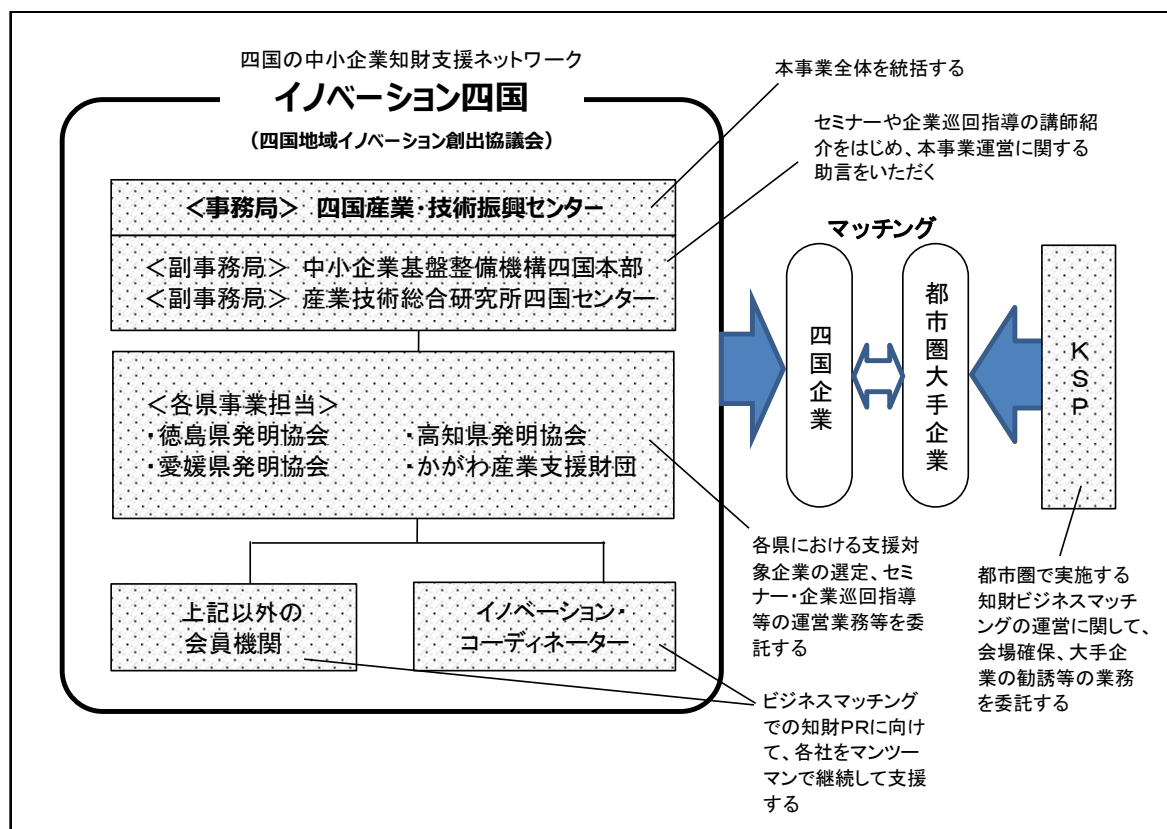 四国の中小企業知財支援ネットワーク
イノベーション四国
(四国地域イノベーション創出協議会)
＜事務局＞ 四国産業・技術振興センター
＜副事務局＞ 中小企業基盤整備機構四国本部
＜副事務局＞ 産業技術総合研究所四国センター
＜各県事業担当＞
・徳島県発明協会 ・高知県発明協会
・愛媛県発明協会 ・かがわ産業支援財団
上記以外の
会員機関
イノベーション・
コーディネーター
本事業全体を統括する
セミナーや企業巡回指導の講師紹
介をはじめ、本事業運営に関する
助言をいただく
マッチング
四国企業
都市圏大手企業
ＫＳＰ
各県における支援対
象企業の選定、セミ
ナー・企業巡回指導
等の運営業務等を委
託する
都市圏で実施する
知財ビジネスマッチ
ングの運営に関して、
会場確保、大手企
業の勧誘等の業務
を委託する
ビジネスマッチング
での知財PRに向け
て、各社をマンツー
マンで継続して支援
する